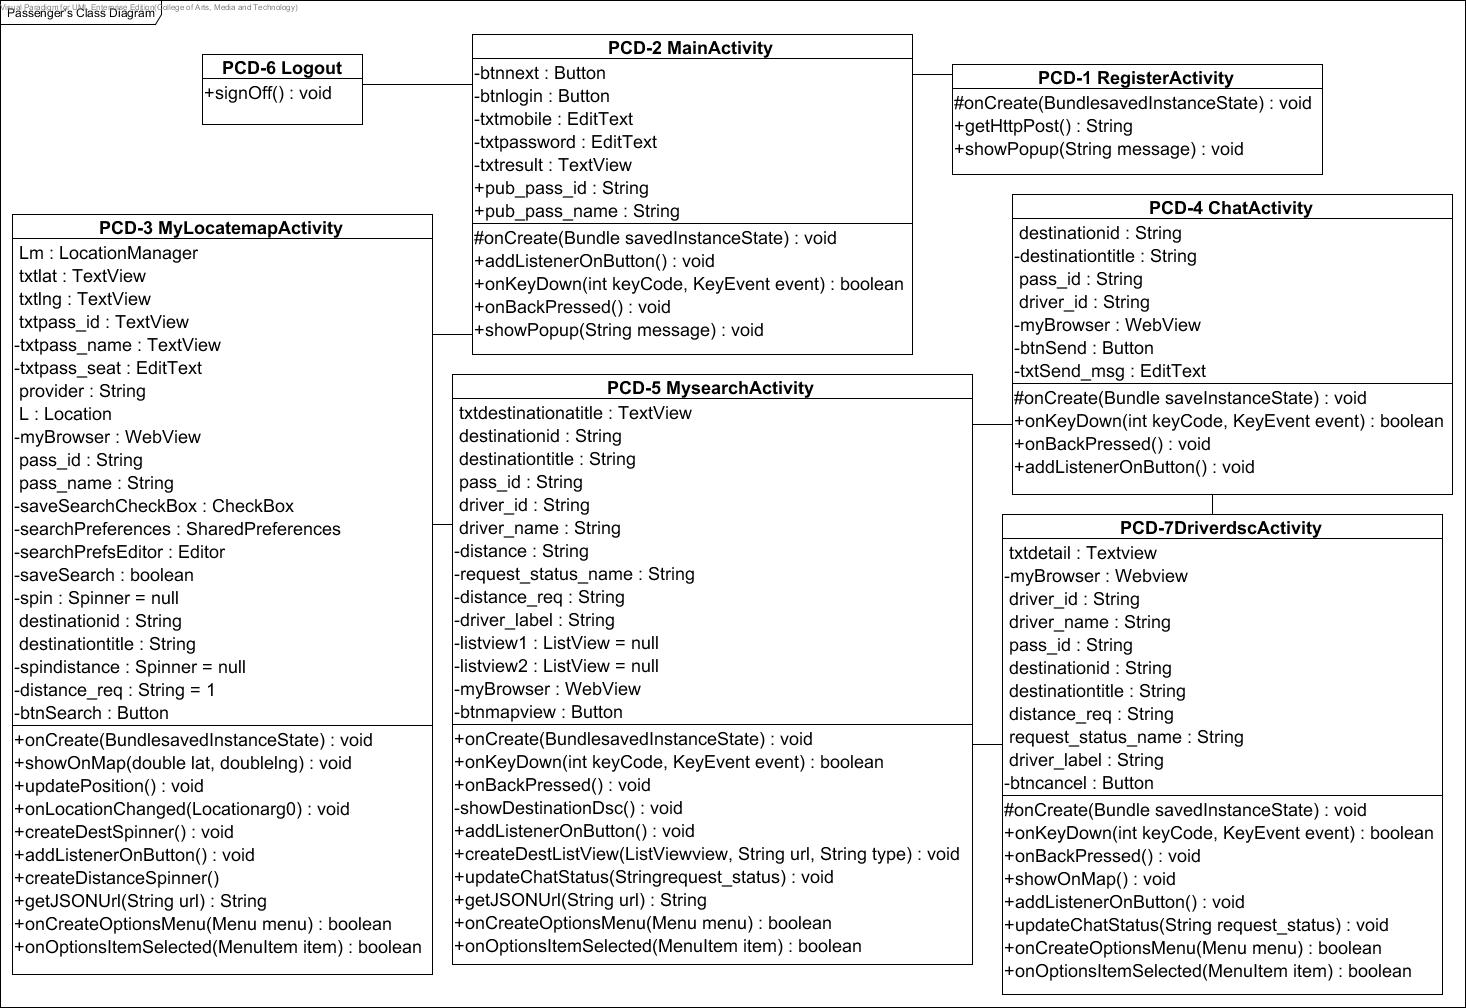 Visual Paradigm for UML Enterprise Edition(College of Arts, Media and Technology)
Passenger's Class Diagram
PCD-6 Logout
+signOff() : void
PCD-2 MainActivity
-btnnext : Button
-btnlogin : Button
-txtmobile : EditText
-txtpassword : EditText
-txtresult : TextView
+pub_pass_id : String
+pub_pass_name : String
#onCreate(Bundle savedInstanceState) : void
+addListenerOnButton() : void
+onKeyDown(int keyCode, KeyEvent event) : boolean
+onBackPressed() : void
+showPopup(String message) : void
PCD-1 RegisterActivity
#onCreate(BundlesavedInstanceState) : void
+getHttpPost() : String
+showPopup(String message) : void
PCD-3 MyLocatemapActivity
Lm : LocationManager
txtlat : TextView
txtlng : TextView
txtpass_id : TextView
-txtpass_name : TextView
-txtpass_seat : EditText
provider : String
L : Location
-myBrowser : WebView
pass_id : String
pass_name : String
-saveSearchCheckBox : CheckBox
-searchPreferences : SharedPreferences
-searchPrefsEditor : Editor
-saveSearch : boolean
-spin : Spinner = null
destinationid : String
destinationtitle : String
-spindistance : Spinner = null
-distance_req : String = 1
-btnSearch : Button
+onCreate(BundlesavedInstanceState) : void
+showOnMap(double lat, doublelng) : void
+updatePosition() : void
+onLocationChanged(Locationarg0) : void
+createDestSpinner() : void
+addListenerOnButton() : void
+createDistanceSpinner()
+getJSONUrl(String url) : String
+onCreateOptionsMenu(Menu menu) : boolean
+onOptionsItemSelected(MenuItem item) : boolean
PCD-5 MysearchActivity
txtdestinationatitle : TextView
destinationid : String
destinationtitle : String
pass_id : String
driver_id : String
driver_name : String
-distance : String
-request_status_name : String
-distance_req : String
-driver_label : String
-listview1 : ListView = null
-listview2 : ListView = null
-myBrowser : WebView
-btnmapview : Button
+onCreate(BundlesavedInstanceState) : void
+onKeyDown(int keyCode, KeyEvent event) : boolean
+onBackPressed() : void
-showDestinationDsc() : void
+addListenerOnButton() : void
+createDestListView(ListViewview, String url, String type) : void
+updateChatStatus(Stringrequest_status) : void
+getJSONUrl(String url) : String
+onCreateOptionsMenu(Menu menu) : boolean
+onOptionsItemSelected(MenuItem item) : boolean
PCD-4 ChatActivity
destinationid : String
-destinationtitle : String
pass_id : String
driver_id : String
-myBrowser : WebView
-btnSend : Button
-txtSend_msg : EditText
#onCreate(Bundle saveInstanceState) : void
+onKeyDown(int keyCode, KeyEvent event) : boolean
+onBackPressed() : void
+addListenerOnButton() : void
PCD-7DriverdscActivity
txtdetail : Textview
-myBrowser : Webview
driver_id : String
driver_name : String
pass_id : String
destinationid : String
destinationtitle : String
distance_req : String
request_status_name : String
driver_label : String
-btncancel : Button
#onCreate(Bundle savedInstanceState) : void
+onKeyDown(int keyCode, KeyEvent event) : boolean
+onBackPressed() : void
+showOnMap() : void
+addListenerOnButton() : void
+updateChatStatus(String request_status) : void
+onCreateOptionsMenu(Menu menu) : boolean
+onOptionsItemSelected(MenuItem item) : boolean